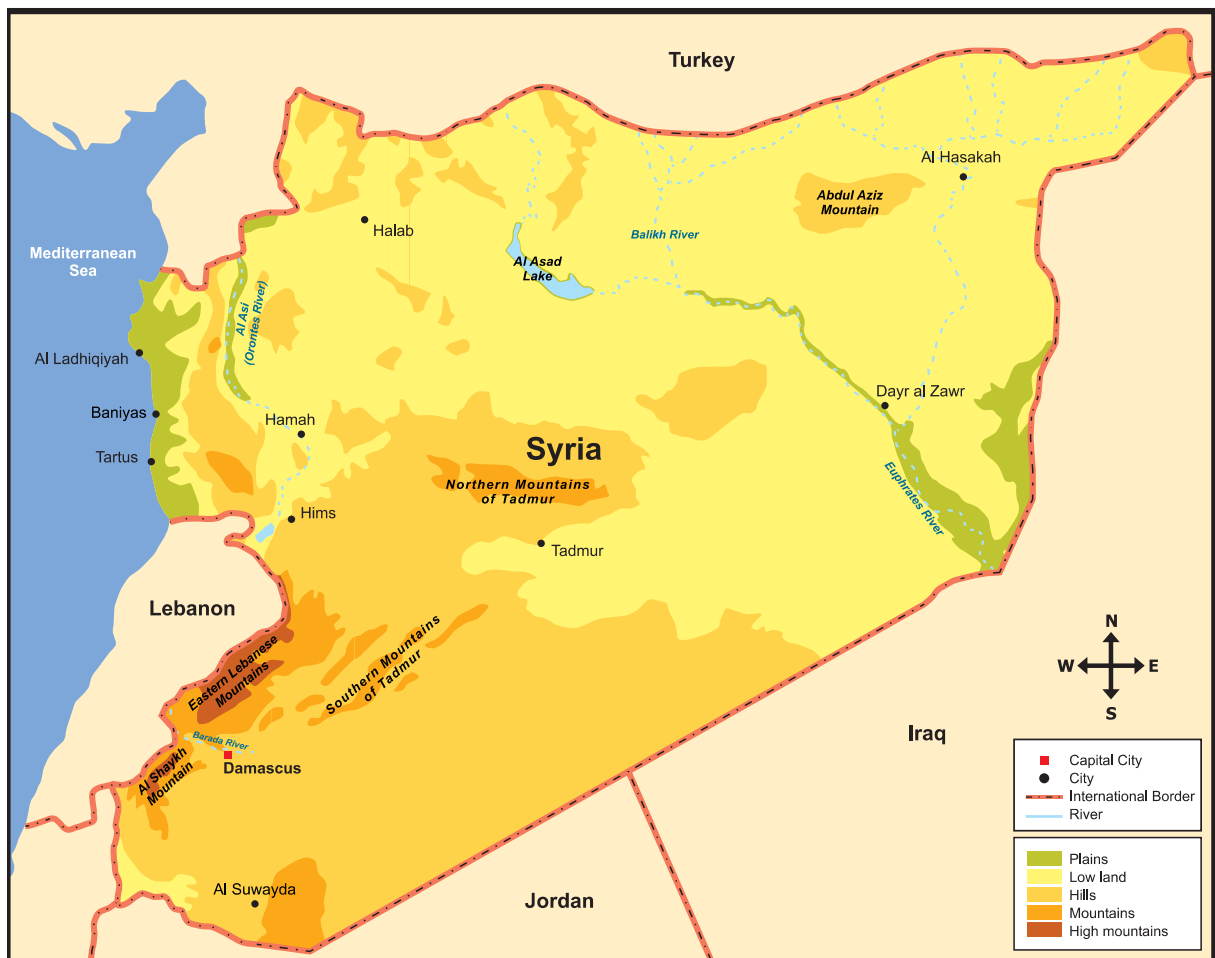 Turkey
Al Hasakah
Abdul Aziz
Mountain
Halab
Balikh River
Mediterranean
Sea
Al Asad
Lake
Al Asi
(Orontes River)
Al Ladhiqiyah
Dayr al Zawr
Baniyas
Hamah
Syria
Tartus
Northern Mountains
of Tadmur
Euphrates River
Hims
Tadmur
Lebanon
N
W
E
S
Eastern Lebanese
Mountains
Southern Mountains
of Tadmur
Barada River
Damascus
Al Shaykh
Mountain
Iraq
Al Suwayda
Jordan
Capital City
City
International Border
River
Plains
Low land
Hills
Mountains
High mountains